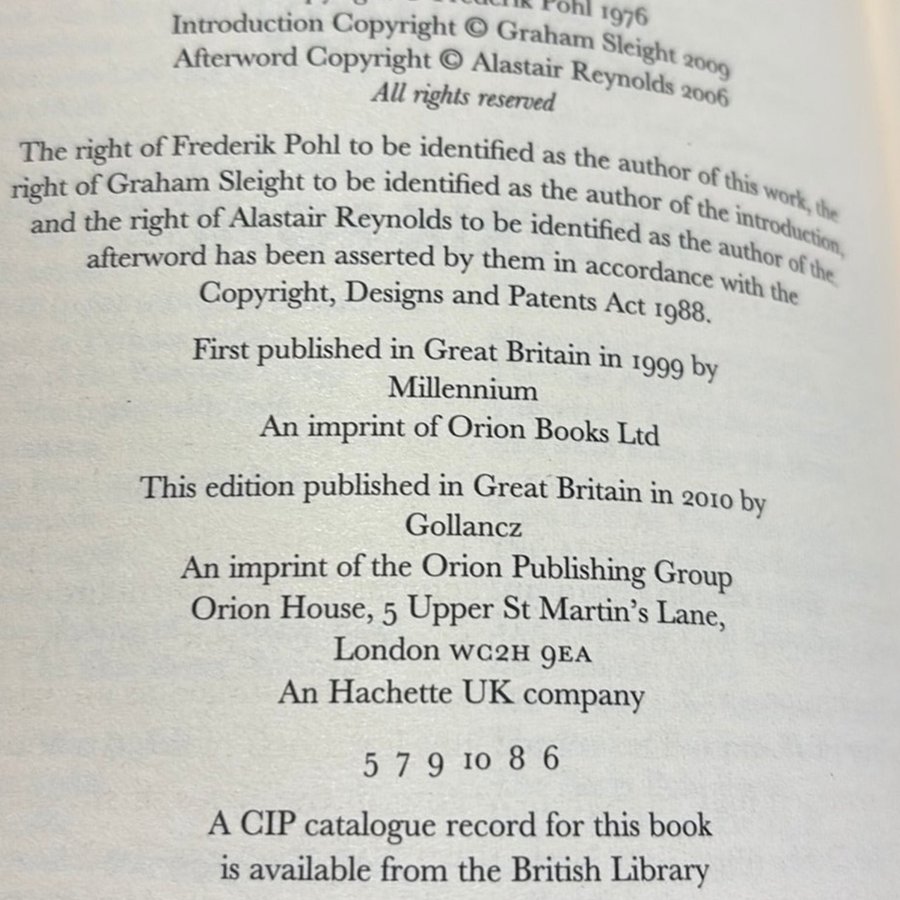 Pohl 1976
Introduction Copyright © Graham Sleight 2009
Afterword Copyright © Alastair Reynolds 2006
All rights reserved
The right of Frederik Pohl to be identified as the author of this work, the
right of Graham Sleight to be identified as the author of the introduction,
and the right of Alastair Reynolds to be identified as the author of the
afterword has been asserted by them in accordance with the
Copyright, Designs and Patents Act 1988.
First published in Great Britain in 1999 by
Millennium
An imprint of Orion Books Ltd
This edition published in Great Britain in 2010 by
Gollancz
An imprint of the Orion Publishing Group
Orion House, 5 Upper St Martin's Lane,
London WC2H 9EA
An Hachette UK company
5 7 9 10 8 6
A CIP catalogue record for this book
is available from the British Library